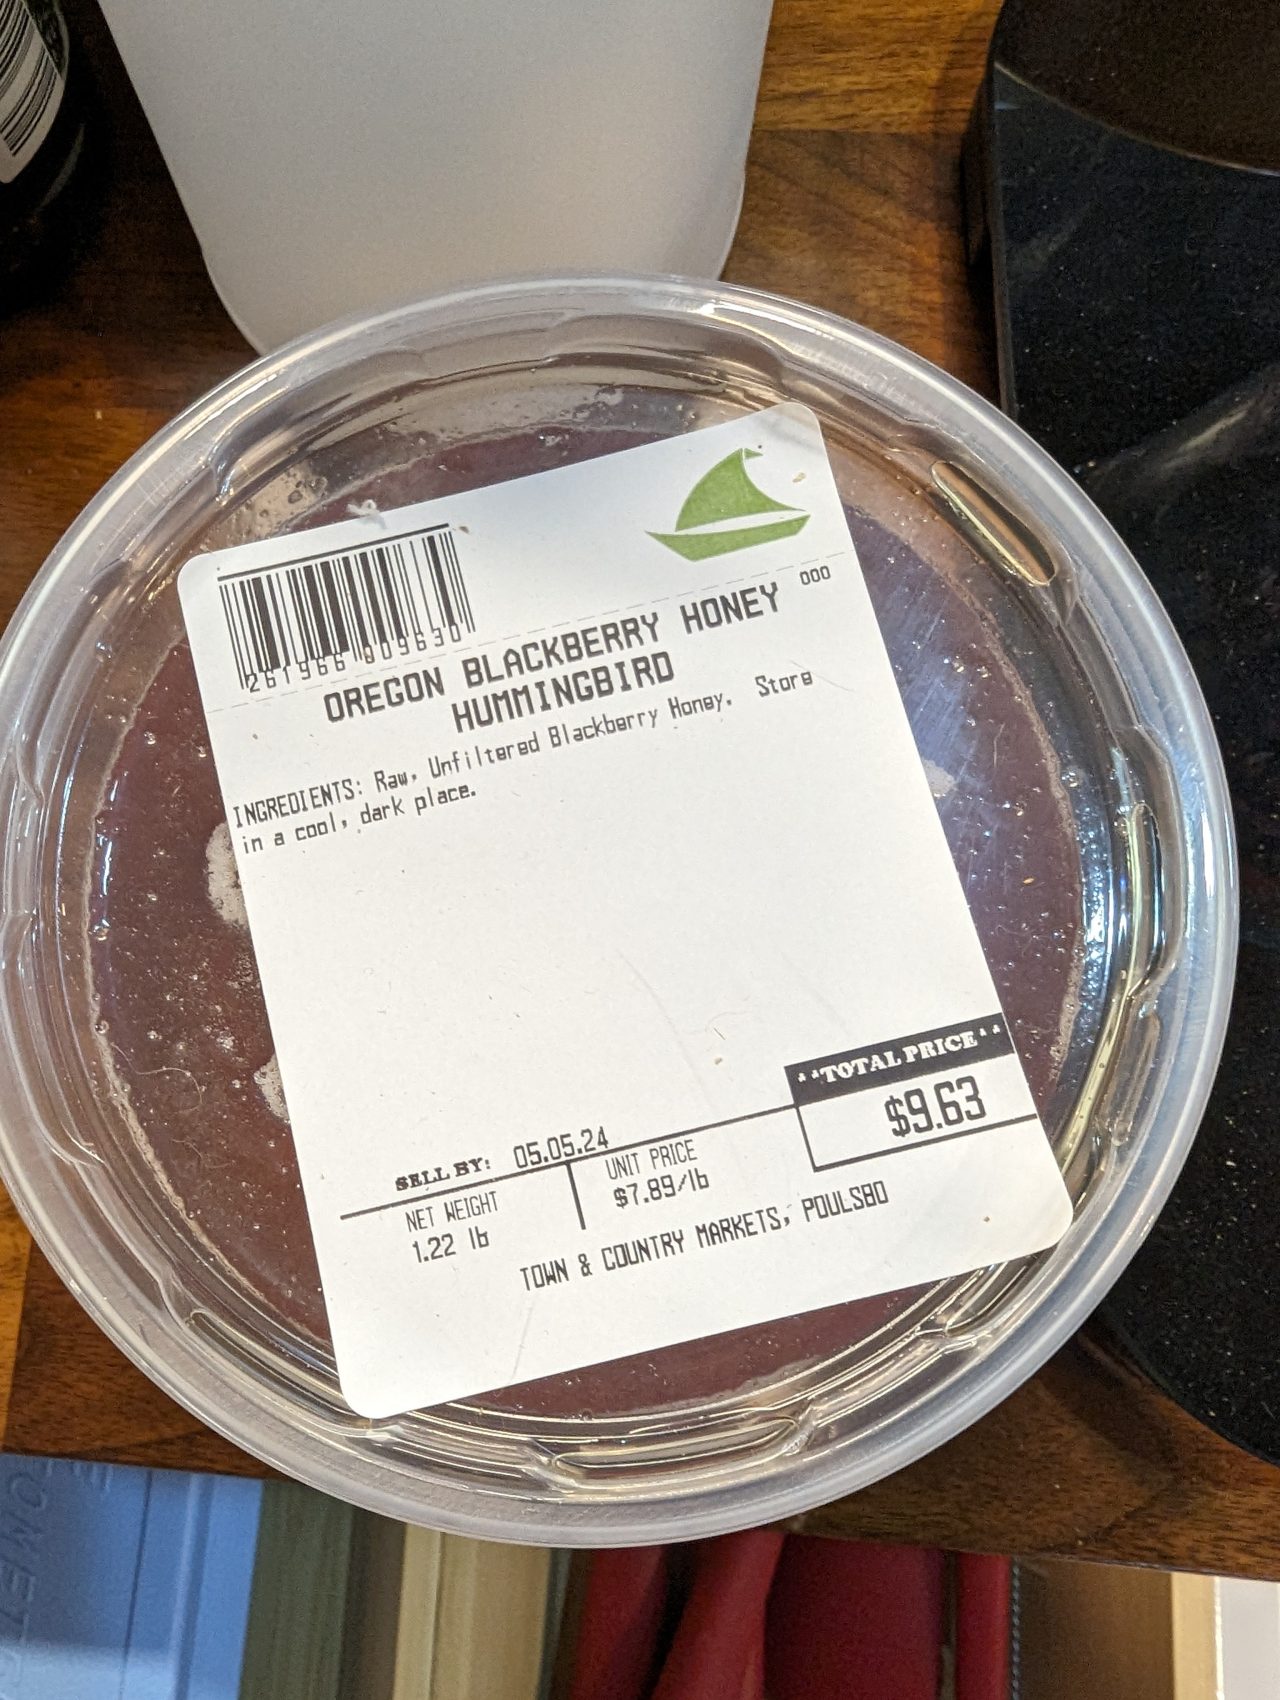 261966 009630
000
OREGON BLACKBERRY HONEY
HUMMINGBIRD
INGREDIENTS: Raw, Unfiltered Blackberry Honey. Store
in a cool, dark place.
**TOTAL PRICE**
$9.63
SELL BY: 05.05.24
NET WEIGHT
1.22 lb
UNIT PRICE
$7.89/lb
TOWN & COUNTRY MARKETS, POULSBO